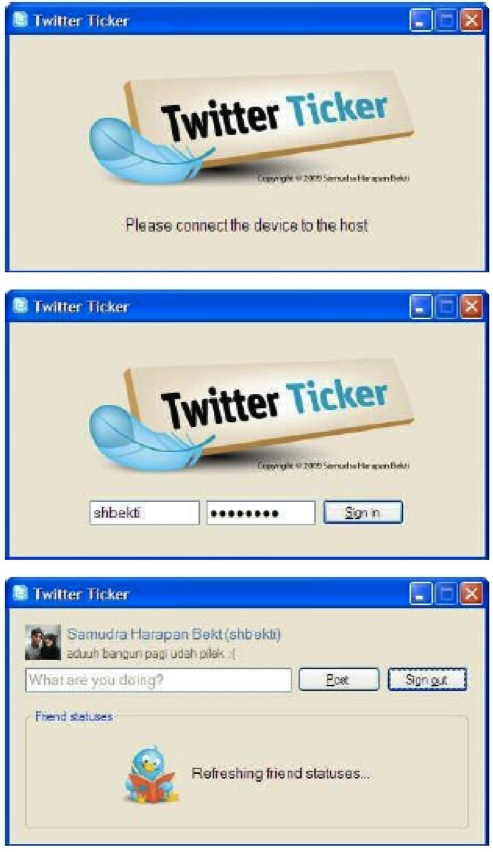 Twitter Ticker
Twitter Ticker
Copyright © 2009 Samudra Harapan Bekti
Please connect the device to the host
Twitter Ticker
Twitter Ticker
Copyright © 2009 Samudra Harapan Bekti
shbekti ●●●●●●●● Sign in
Twitter Ticker
Samudra Harapan Bekt (shbekti)
aduuh bangun pagi udah pilek :(
What are you doing? Post Sign out
Friend statuses
Refreshing friend statuses...